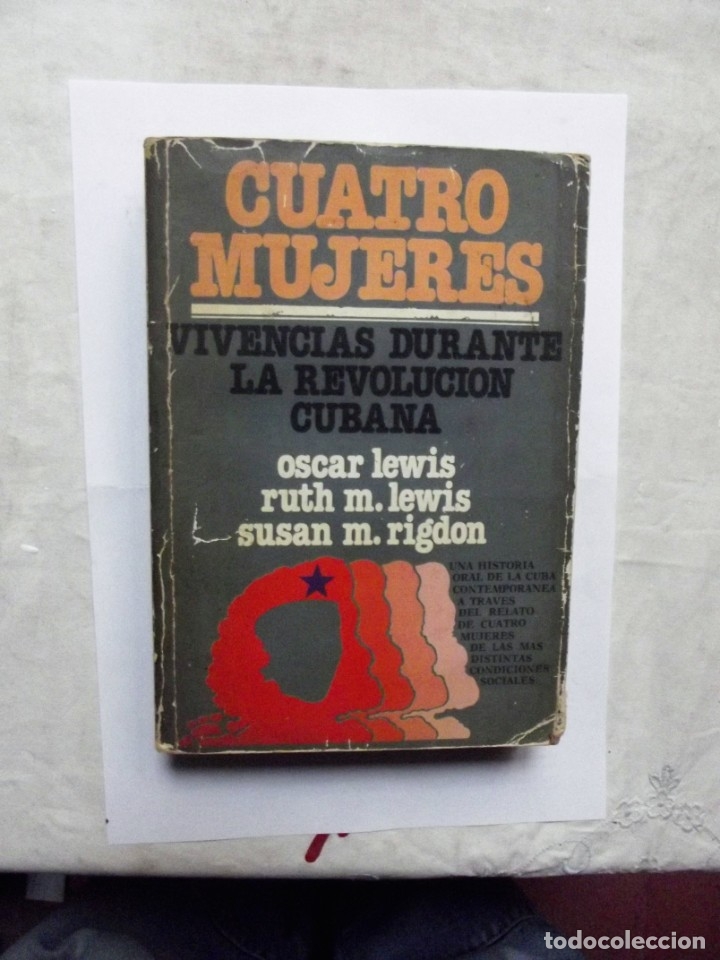 CUATRO
MUJERES
VIVENCIAS DURANTE
LA REVOLUCION
CUBANA
oscar lewis
ruth m. lewis
susan m. rigdon
UNA HISTORIA
ORAL DE LA CUBA
CONTEMPORANEA
A TRAVES
DEL RELATO
DE CUATRO
MUJERES
DE LAS MAS
DISTINTAS
CONDICIONES
SOCIALES
todocoleccion